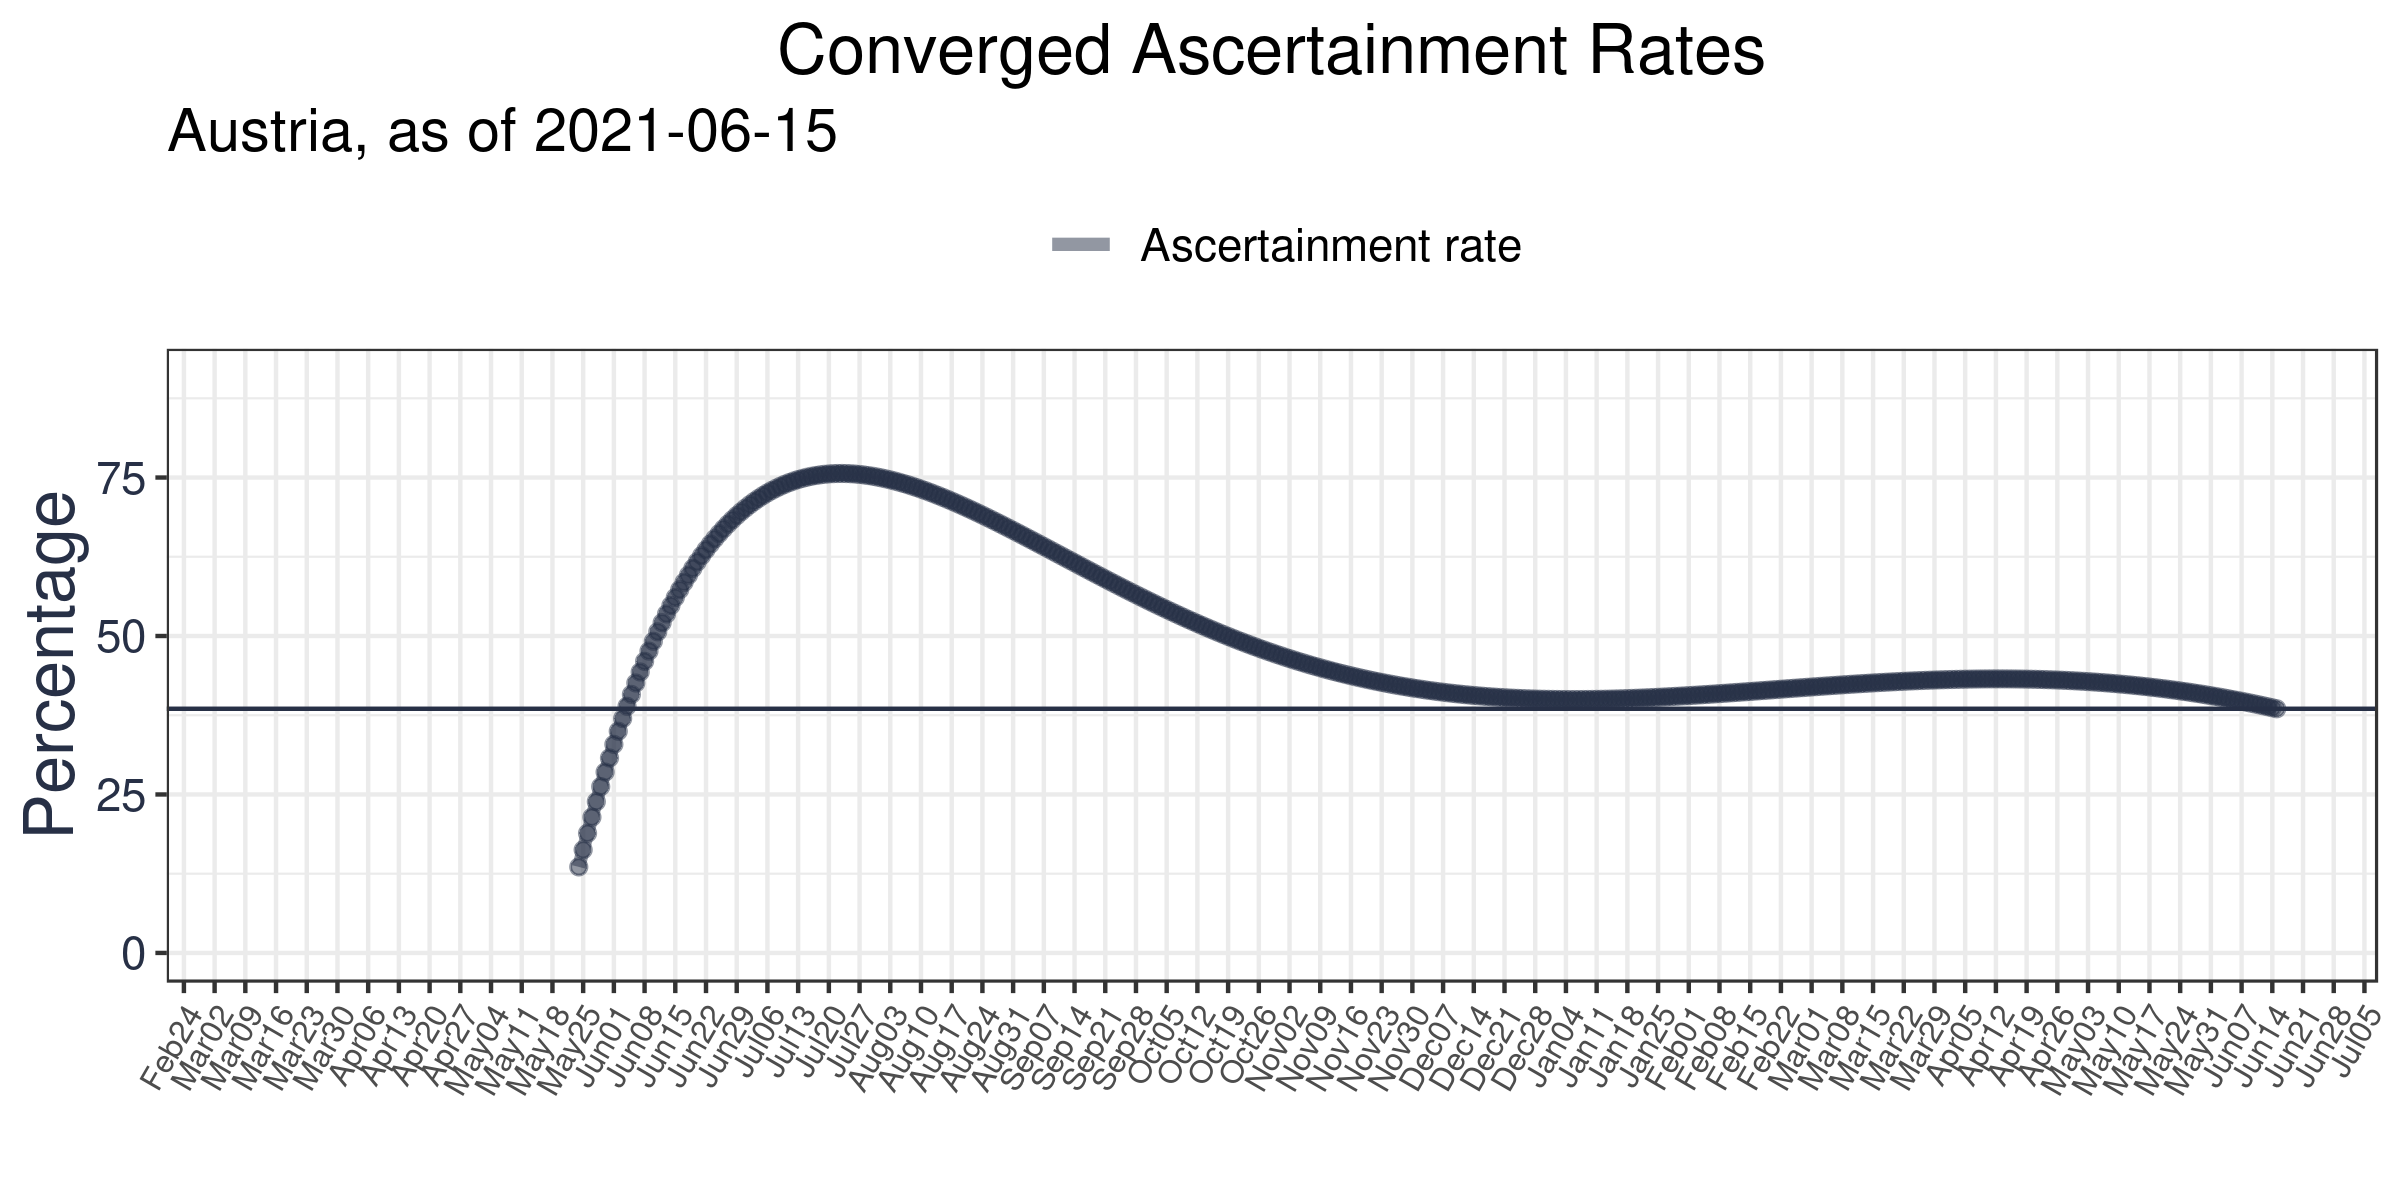 Converged Ascertainment Rates
Austria, as of 2021-06-15
Ascertainment rate
Percentage
75
50
25
0
Feb24
Mar02
Mar09
Mar16
Mar23
Mar30
Apr06
Apr13
Apr20
Apr27
May04
May11
May18
May25
Jun01
Jun08
Jun15
Jun22
Jun29
Jul06
Jul13
Jul20
Jul27
Aug03
Aug10
Aug17
Aug24
Aug31
Sep07
Sep14
Sep21
Sep28
Oct05
Oct12
Oct19
Oct26
Nov02
Nov09
Nov16
Nov23
Nov30
Dec07
Dec14
Dec21
Dec28
Jan04
Jan11
Jan18
Jan25
Feb01
Feb08
Feb15
Feb22
Mar01
Mar08
Mar15
Mar22
Mar29
Apr05
Apr12
Apr19
Apr26
May03
May10
May17
May24
May31
Jun07
Jun14
Jun21
Jun28
Jul05